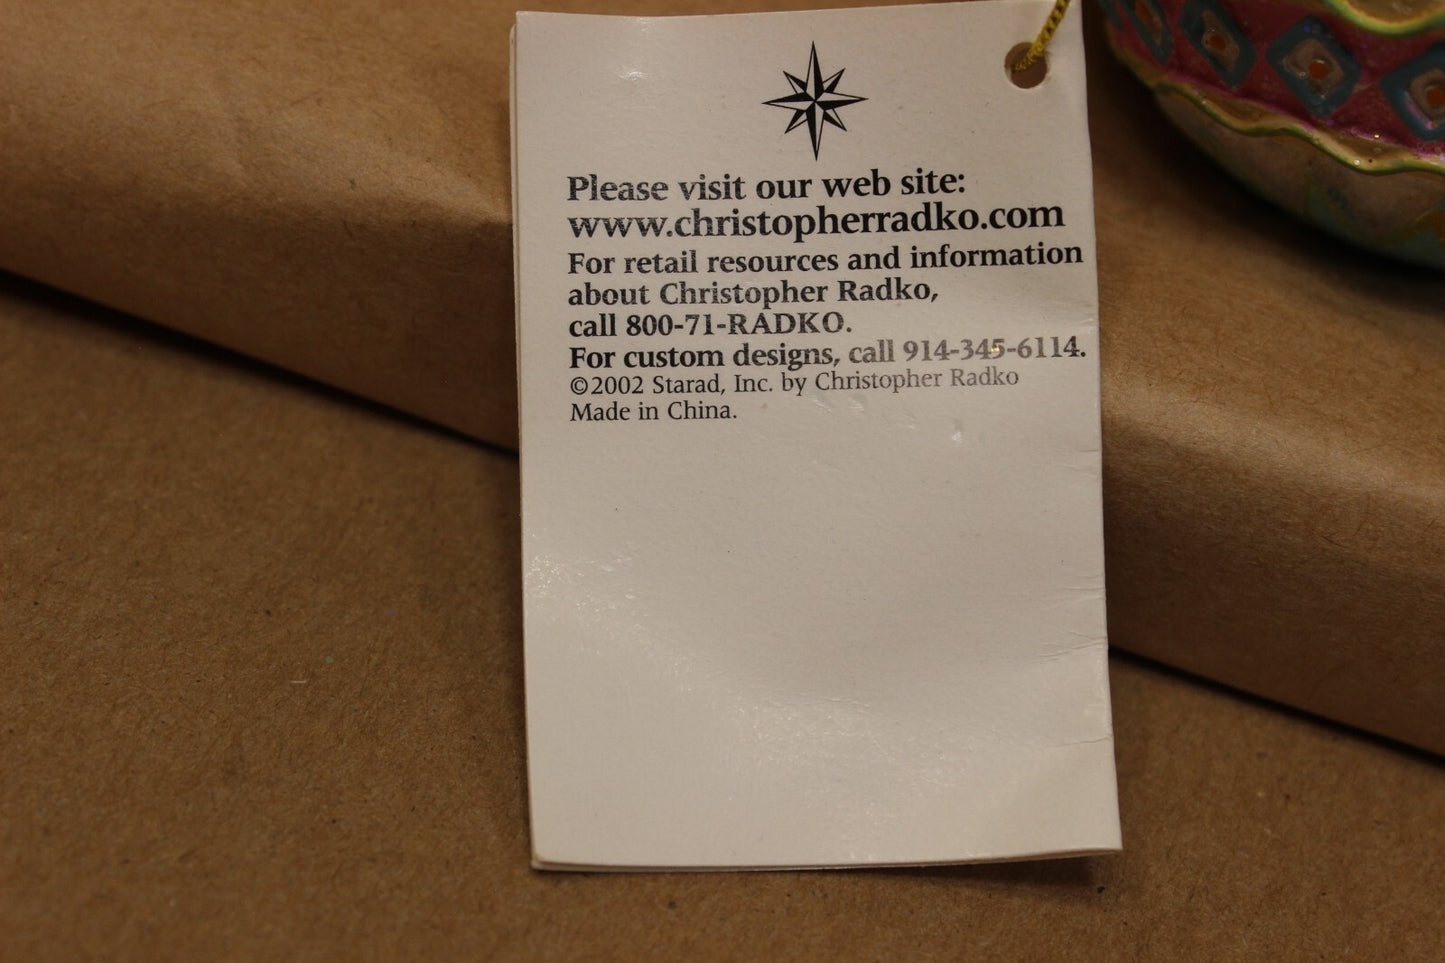 Please visit our web site:
www.christopherradko.com
For retail resources and information
about Christopher Radko,
call 800-71-RADKO.
For custom designs, call 914-345-6114.
©2002 Starad, Inc. by Christopher Radko
Made in China.